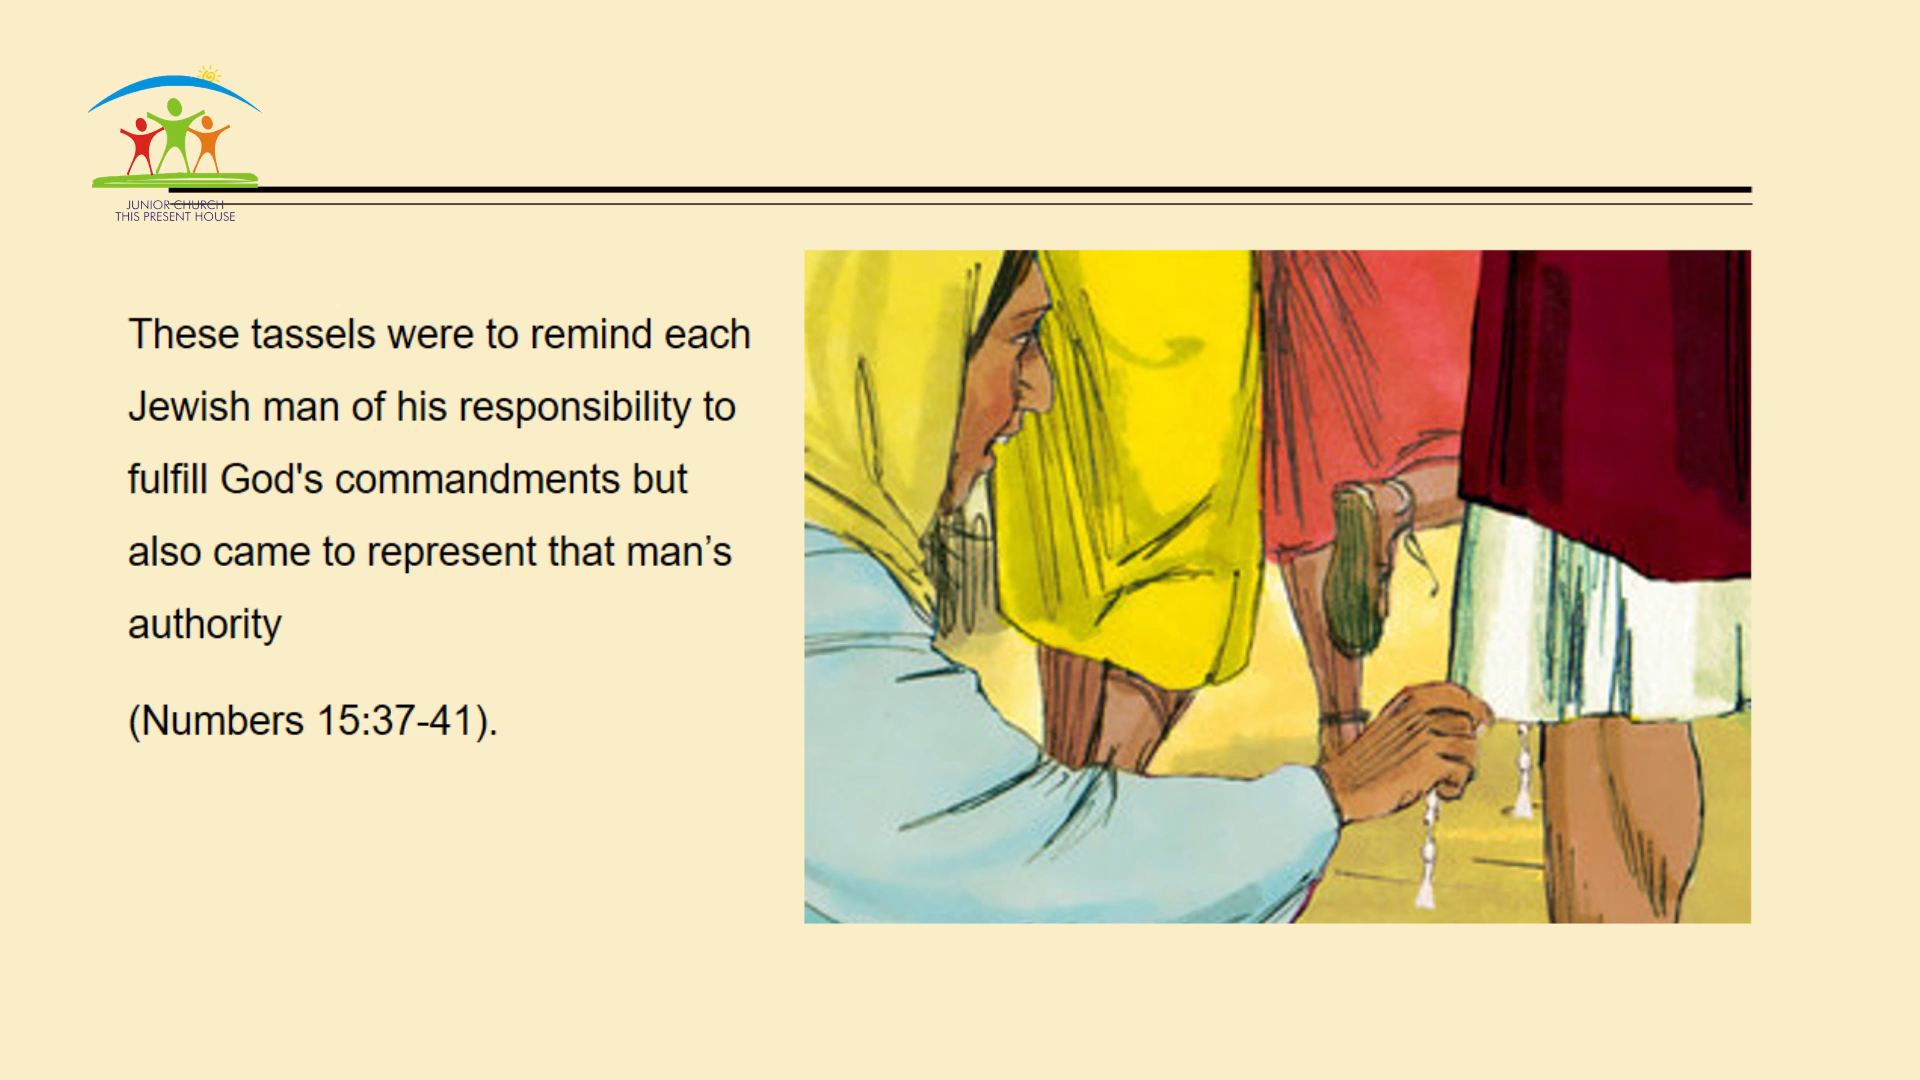 JUNIOR CHURCH
THIS PRESENT HOUSE
These tassels were to remind each
Jewish man of his responsibility to
fulfill God's commandments but
also came to represent that man’s
authority
(Numbers 15:37-41).